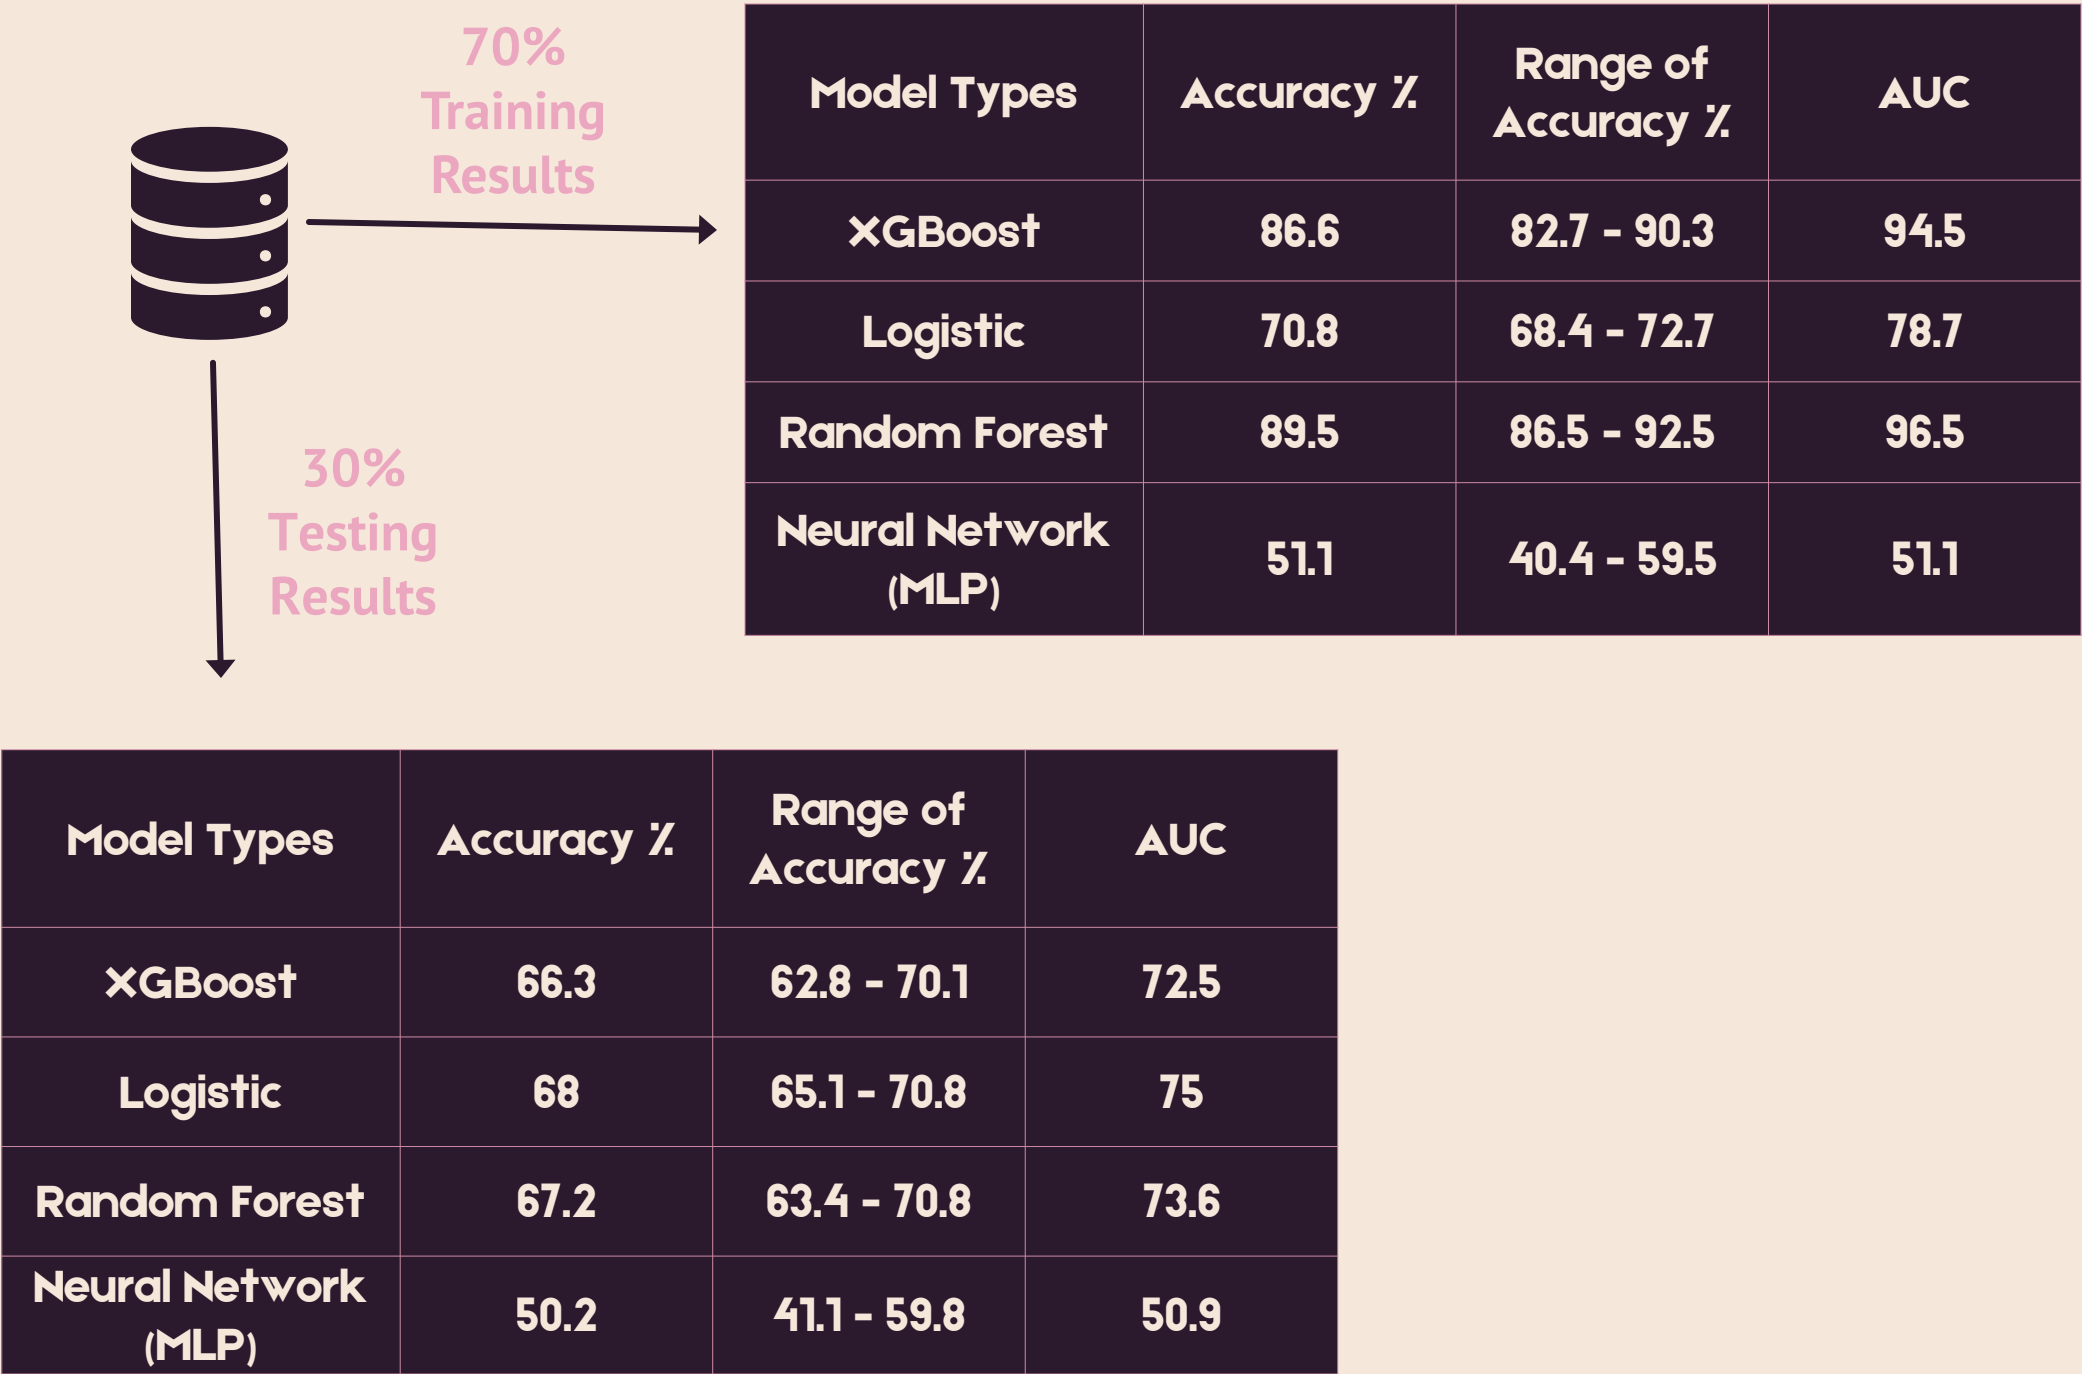 70%
Training
Results
Model Types Accuracy % Range of Accuracy % AUC
XGBoost 86.6 82.7 - 90.3 94.5
Logistic 70.8 68.4 - 72.7 78.7
Random Forest 89.5 86.5 - 92.5 96.5
Neural Network (MLP) 51.1 40.4 - 59.5 51.1
30%
Testing
Results
Model Types Accuracy % Range of Accuracy % AUC
XGBoost 66.3 62.8 - 70.1 72.5
Logistic 68 65.1 - 70.8 75
Random Forest 67.2 63.4 - 70.8 73.6
Neural Network (MLP) 50.2 41.1 - 59.8 50.9